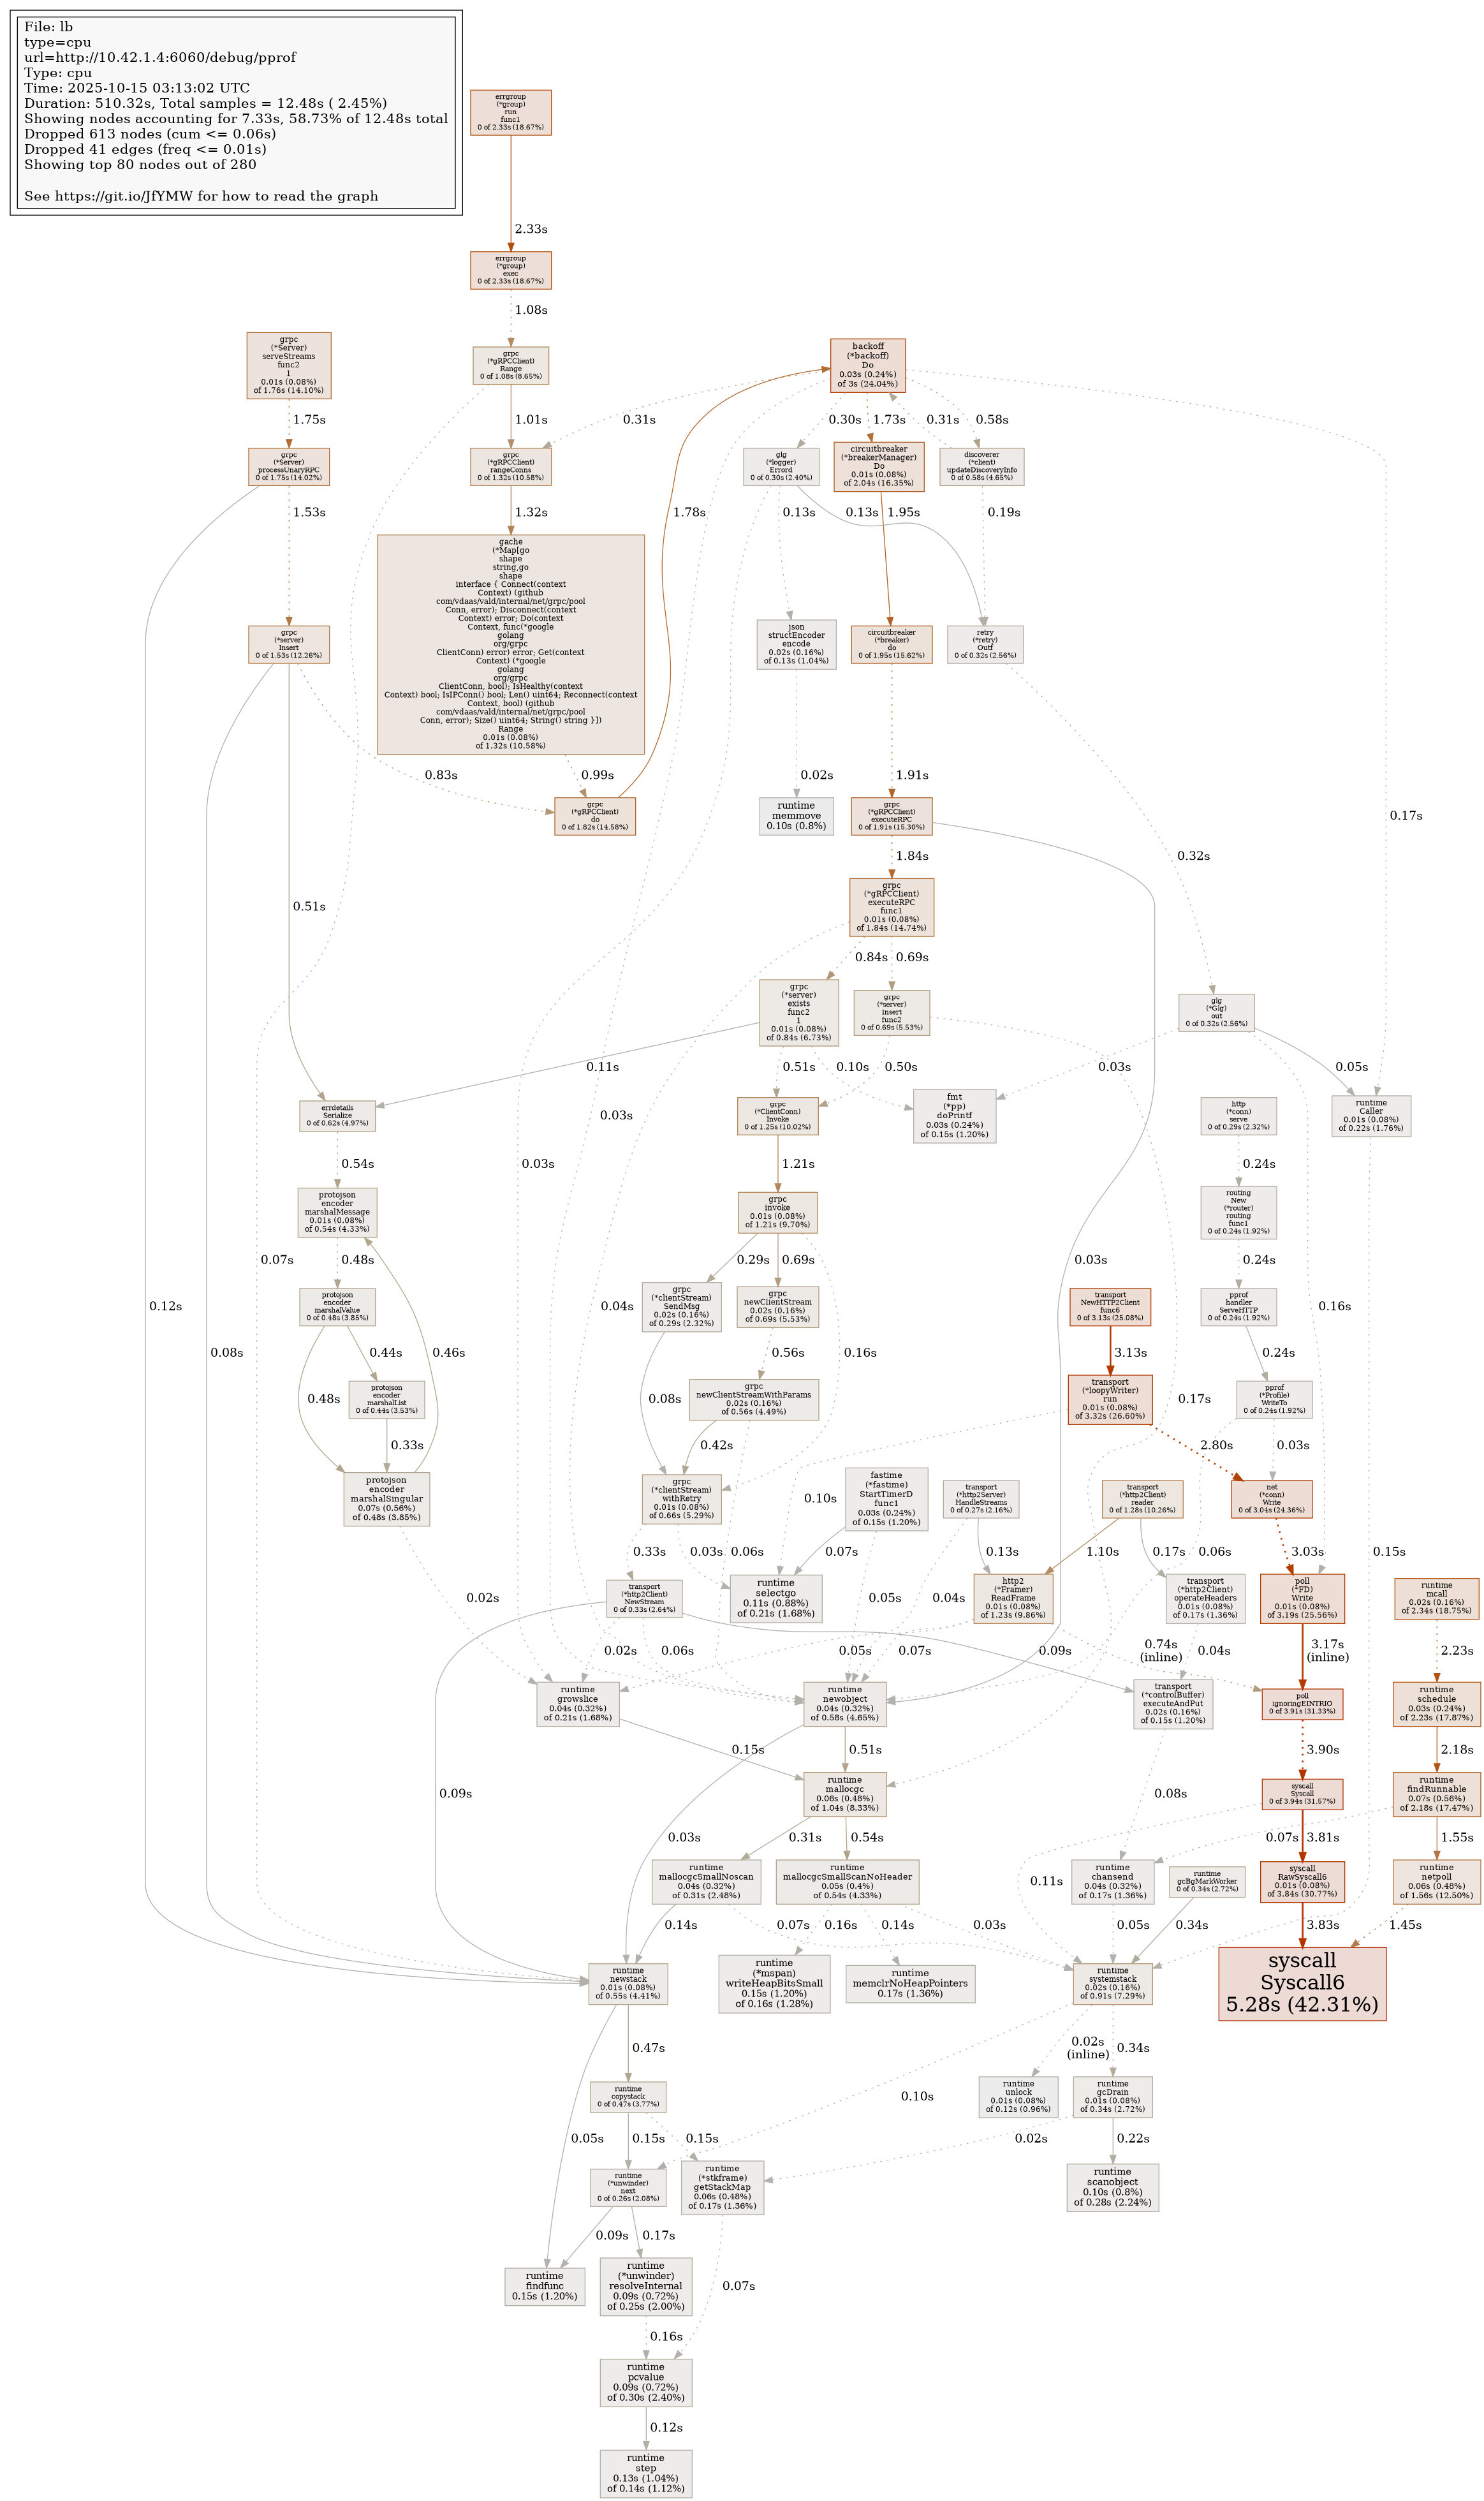 File: lb
type=cpu
url=http://10.42.1.4:6060/debug/pprof
Type: cpu
Time: 2025-10-15 03:13:02 UTC
Duration: 510.32s, Total samples = 12.48s ( 2.45%)
Showing nodes accounting for 7.33s, 58.73% of 12.48s total
Dropped 613 nodes (cum <= 0.06s)
Dropped 41 edges (freq <= 0.01s)
Showing top 80 nodes out of 280
See https://git.io/JfYMW for how to read the graph
errgroup
(*group)
run
func1
0 of 2.33s (18.67%)
2.33s
errgroup
(*group)
exec
0 of 2.33s (18.67%)
1.08s
grpc
(*Server)
serveStreams
func2
1
0.01s (0.08%)
of 1.76s (14.10%)
grpc
(*gRPCClient)
Range
0 of 1.08s (8.65%)
backoff
(*backoff)
Do
0.03s (0.24%)
of 3s (24.04%)
1.75s
1.01s
0.31s
0.30s
1.73s
0.31s
0.58s
grpc
(*Server)
processUnaryRPC
0 of 1.75s (14.02%)
grpc
(*gRPCClient)
rangeConns
0 of 1.32s (10.58%)
glg
(*logger)
Errord
0 of 0.30s (2.40%)
circuitbreaker
(*breakerManager)
Do
0.01s (0.08%)
of 2.04s (16.35%)
discoverer
(*client)
updateDiscoveryInfo
0 of 0.58s (4.65%)
1.53s
1.32s
1.78s
0.13s
0.13s
1.95s
0.19s
grpc
(*server)
Insert
0 of 1.53s (12.26%)
gache
(*Map[go
shape
string,go
shape
interface { Connect(context
Context) (github
com/vdaas/vald/internal/net/grpc/pool
Conn, error); Disconnect(context
Context) error; Do(context
Context, func(*google
golang
org/grpc
ClientConn) error) error; Get(context
Context) (*google
golang
org/grpc
ClientConn, bool); IsHealthy(context
Context) bool; IsIPConn() bool; Len() uint64; Reconnect(context
Context, bool) (github
com/vdaas/vald/internal/net/grpc/pool
Conn, error); Size() uint64; String() string }])
Range
0.01s (0.08%)
of 1.32s (10.58%)
json
structEncoder
encode
0.02s (0.16%)
of 0.13s (1.04%)
circuitbreaker
(*breaker)
do
0 of 1.95s (15.62%)
retry
(*retry)
Outf
0 of 0.32s (2.56%)
0.83s
0.99s
0.02s
1.91s
grpc
(*gRPCClient)
do
0 of 1.82s (14.58%)
runtime
memmove
0.10s (0.8%)
grpc
(*gRPCClient)
executeRPC
0 of 1.91s (15.30%)
0.17s
0.32s
1.84s
grpc
(*gRPCClient)
executeRPC
func1
0.01s (0.08%)
of 1.84s (14.74%)
0.51s
0.84s
0.69s
grpc
(*server)
exists
func2
1
0.01s (0.08%)
of 0.84s (6.73%)
grpc
(*server)
Insert
func2
0 of 0.69s (5.53%)
glg
(*Glg)
out
0 of 0.32s (2.56%)
0.11s
0.51s
0.10s
0.50s
0.03s
0.05s
errdetails
Serialize
0 of 0.62s (4.97%)
0.03s
grpc
(*ClientConn)
Invoke
0 of 1.25s (10.02%)
fmt
(*pp)
doPrintf
0.03s (0.24%)
of 0.15s (1.20%)
http
(*conn)
serve
0 of 0.29s (2.32%)
runtime
Caller
0.01s (0.08%)
of 0.22s (1.76%)
0.54s
0.03s
1.21s
0.24s
protojson
encoder
marshalMessage
0.01s (0.08%)
of 0.54s (4.33%)
grpc
invoke
0.01s (0.08%)
of 1.21s (9.70%)
routing
New
(*router)
routing
func1
0 of 0.24s (1.92%)
0.07s
0.48s
0.29s
0.69s
0.03s
0.24s
0.12s
0.08s
protojson
encoder
marshalValue
0 of 0.48s (3.85%)
0.04s
grpc
(*clientStream)
SendMsg
0.02s (0.16%)
of 0.29s (2.32%)
grpc
newClientStream
0.02s (0.16%)
of 0.69s (5.53%)
transport
NewHTTP2Client
func6
0 of 3.13s (25.08%)
pprof
handler
ServeHTTP
0 of 0.24s (1.92%)
0.16s
0.44s
0.46s
0.16s
0.56s
3.13s
0.24s
0.48s
protojson
encoder
marshalList
0 of 0.44s (3.53%)
0.08s
grpc
newClientStreamWithParams
0.02s (0.16%)
of 0.56s (4.49%)
transport
(*loopyWriter)
run
0.01s (0.08%)
of 3.32s (26.60%)
0.17s
pprof
(*Profile)
WriteTo
0 of 0.24s (1.92%)
0.33s
0.42s
2.80s
0.03s
protojson
encoder
marshalSingular
0.07s (0.56%)
of 0.48s (3.85%)
grpc
(*clientStream)
withRetry
0.01s (0.08%)
of 0.66s (5.29%)
0.10s
fastime
(*fastime)
StartTimerD
func1
0.03s (0.24%)
of 0.15s (1.20%)
transport
(*http2Server)
HandleStreams
0 of 0.27s (2.16%)
transport
(*http2Client)
reader
0 of 1.28s (10.26%)
net
(*conn)
Write
0 of 3.04s (24.36%)
0.33s
0.03s
0.06s
0.07s
0.13s
1.10s
0.17s
0.06s
3.03s
0.15s
0.02s
transport
(*http2Client)
NewStream
0 of 0.33s (2.64%)
runtime
selectgo
0.11s (0.88%)
of 0.21s (1.68%)
0.05s
0.04s
http2
(*Framer)
ReadFrame
0.01s (0.08%)
of 1.23s (9.86%)
transport
(*http2Client)
operateHeaders
0.01s (0.08%)
of 0.17s (1.36%)
poll
(*FD)
Write
0.01s (0.08%)
of 3.19s (25.56%)
runtime
mcall
0.02s (0.16%)
of 2.34s (18.75%)
0.02s
0.06s
0.05s
0.07s
0.09s
0.74s
(inline)
0.04s
3.17s
(inline)
2.23s
runtime
growslice
0.04s (0.32%)
of 0.21s (1.68%)
runtime
newobject
0.04s (0.32%)
of 0.58s (4.65%)
transport
(*controlBuffer)
executeAndPut
0.02s (0.16%)
of 0.15s (1.20%)
poll
ignoringEINTRIO
0 of 3.91s (31.33%)
runtime
schedule
0.03s (0.24%)
of 2.23s (17.87%)
0.15s
0.51s
3.90s
2.18s
0.09s
runtime
mallocgc
0.06s (0.48%)
of 1.04s (8.33%)
0.08s
syscall
Syscall
0 of 3.94s (31.57%)
runtime
findRunnable
0.07s (0.56%)
of 2.18s (17.47%)
0.03s
0.31s
0.54s
0.07s
3.81s
1.55s
runtime
mallocgcSmallNoscan
0.04s (0.32%)
of 0.31s (2.48%)
runtime
mallocgcSmallScanNoHeader
0.05s (0.4%)
of 0.54s (4.33%)
0.11s
runtime
chansend
0.04s (0.32%)
of 0.17s (1.36%)
runtime
gcBgMarkWorker
0 of 0.34s (2.72%)
syscall
RawSyscall6
0.01s (0.08%)
of 3.84s (30.77%)
runtime
netpoll
0.06s (0.48%)
of 1.56s (12.50%)
0.14s
0.07s
0.16s
0.14s
0.03s
0.05s
0.34s
3.83s
1.45s
runtime
newstack
0.01s (0.08%)
of 0.55s (4.41%)
runtime
(*mspan)
writeHeapBitsSmall
0.15s (1.20%)
of 0.16s (1.28%)
runtime
memclrNoHeapPointers
0.17s (1.36%)
runtime
systemstack
0.02s (0.16%)
of 0.91s (7.29%)
syscall
Syscall6
5.28s (42.31%)
0.47s
0.10s
0.02s
(inline)
0.34s
0.05s
runtime
copystack
0 of 0.47s (3.77%)
runtime
unlock
0.01s (0.08%)
of 0.12s (0.96%)
runtime
gcDrain
0.01s (0.08%)
of 0.34s (2.72%)
0.15s
0.15s
0.02s
0.22s
runtime
(*unwinder)
next
0 of 0.26s (2.08%)
runtime
(*stkframe)
getStackMap
0.06s (0.48%)
of 0.17s (1.36%)
runtime
scanobject
0.10s (0.8%)
of 0.28s (2.24%)
0.09s
0.17s
runtime
findfunc
0.15s (1.20%)
runtime
(*unwinder)
resolveInternal
0.09s (0.72%)
of 0.25s (2.00%)
0.07s
0.16s
runtime
pcvalue
0.09s (0.72%)
of 0.30s (2.40%)
0.12s
runtime
step
0.13s (1.04%)
of 0.14s (1.12%)